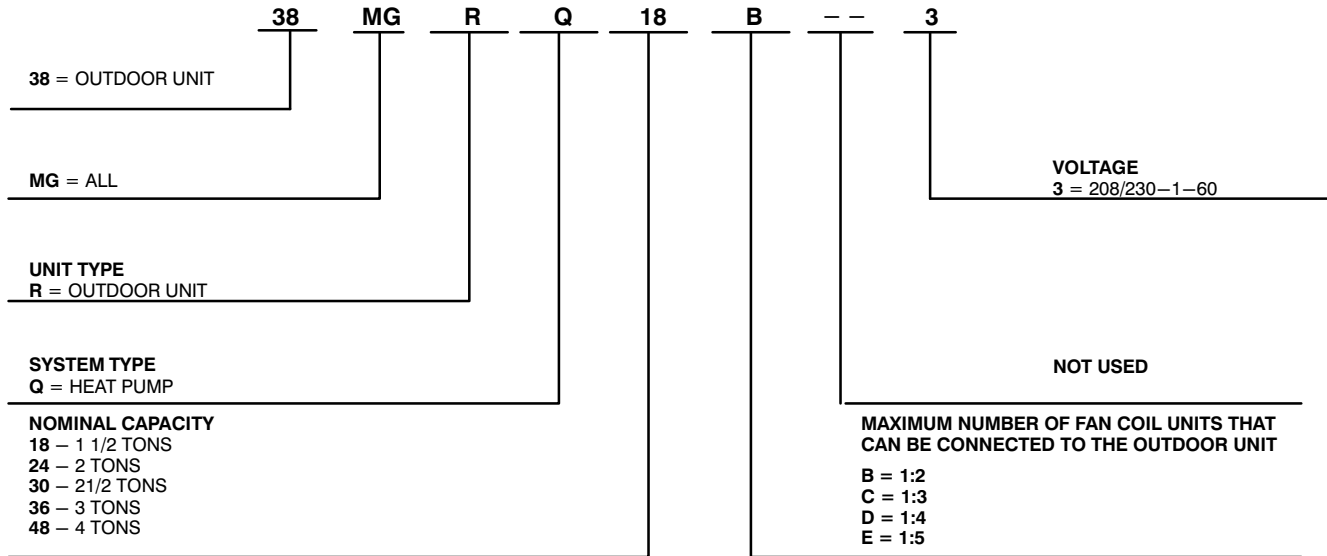 38 MG R Q 18 B – – 3
38 = OUTDOOR UNIT
MG = ALL
VOLTAGE
3 = 208/230−1−60
UNIT TYPE
R = OUTDOOR UNIT
SYSTEM TYPE
Q = HEAT PUMP
NOT USED
NOMINAL CAPACITY
18 − 1 1/2 TONS
24 − 2 TONS
30 − 21/2 TONS
36 − 3 TONS
48 − 4 TONS
MAXIMUM NUMBER OF FAN COIL UNITS THAT
CAN BE CONNECTED TO THE OUTDOOR UNIT
B = 1:2
C = 1:3
D = 1:4
E = 1:5